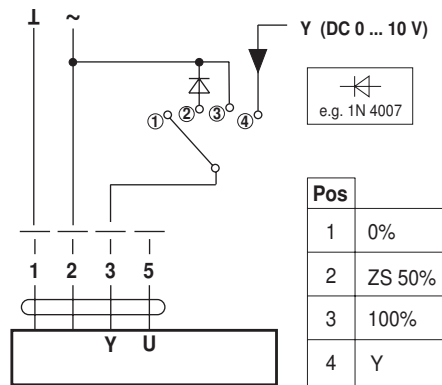 ⊥ ~
Y (DC 0 ... 10 V)
① ② ③ ④
e.g. 1N 4007
1 2 3 5
Y U
Pos
1 0%
2 ZS 50%
3 100%
4 Y